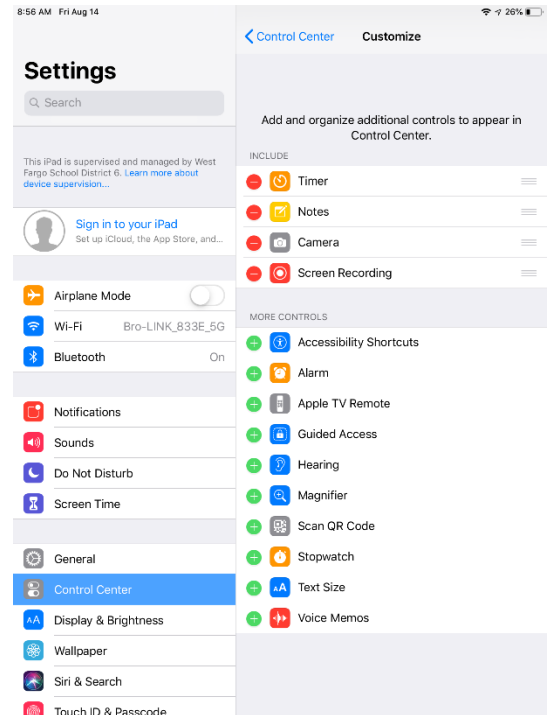 8:56 AM Fri Aug 14
26%
Settings
Search
This iPad is supervised and managed by West
Fargo School District 6. Learn more about
device supervision...
Sign in to your iPad
Set up iCloud, the App Store, and...
Airplane Mode
Wi-Fi Bro-LINK_833E_5G
Bluetooth On
Notifications
Sounds
Do Not Disturb
Screen Time
General
Control Center
AA Display & Brightness
Wallpaper
Siri & Search
Touch ID & Passcode
Control Center Customize
Add and organize additional controls to appear in
Control Center.
INCLUDE
Timer
Notes
Camera
Screen Recording
MORE CONTROLS
Accessibility Shortcuts
Alarm
Apple TV Remote
Guided Access
Hearing
Magnifier
Scan QR Code
Stopwatch
AA Text Size
Voice Memos